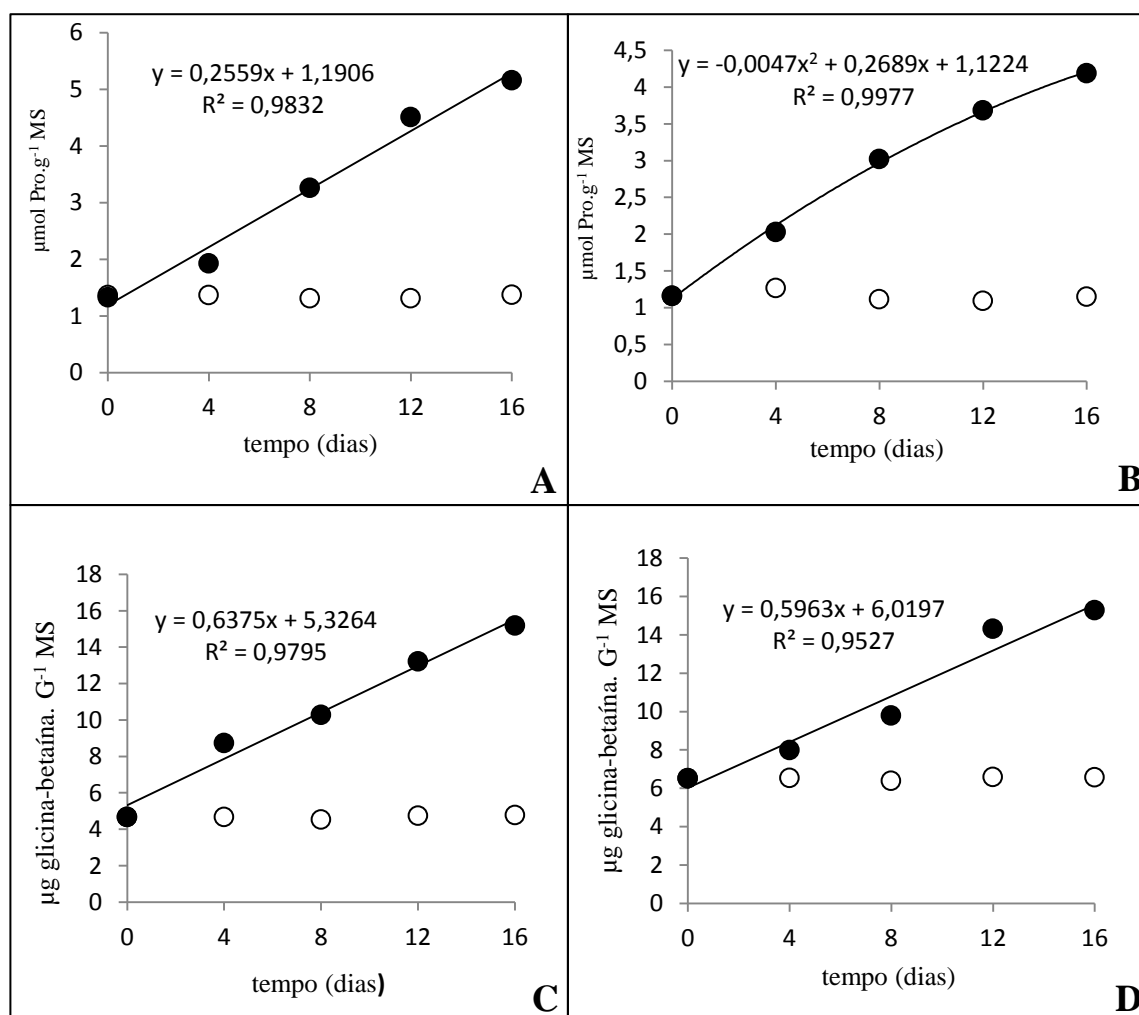 y = 0,2559x + 1,1906
R² = 0,9832
µmol Pro.g⁻¹ MS
6
5
4
3
2
1
0
0 4 8 12 16
tempo (dias)
A
y = -0,0047x² + 0,2689x + 1,1224
R² = 0,9977
µmol Pro.g⁻¹ MS
4,5
4
3,5
3
2,5
2
1,5
1
0,5
0
0 4 8 12 16
tempo (dias)
B
y = 0,6375x + 5,3264
R² = 0,9795
µg glicina-betaína. G⁻¹ MS
18
16
14
12
10
8
6
4
2
0
0 4 8 12 16
tempo (dias)
C
y = 0,5963x + 6,0197
R² = 0,9527
µg glicina-betaína. G⁻¹ MS
18
16
14
12
10
8
6
4
2
0
0 4 8 12 16
tempo (dias)
D